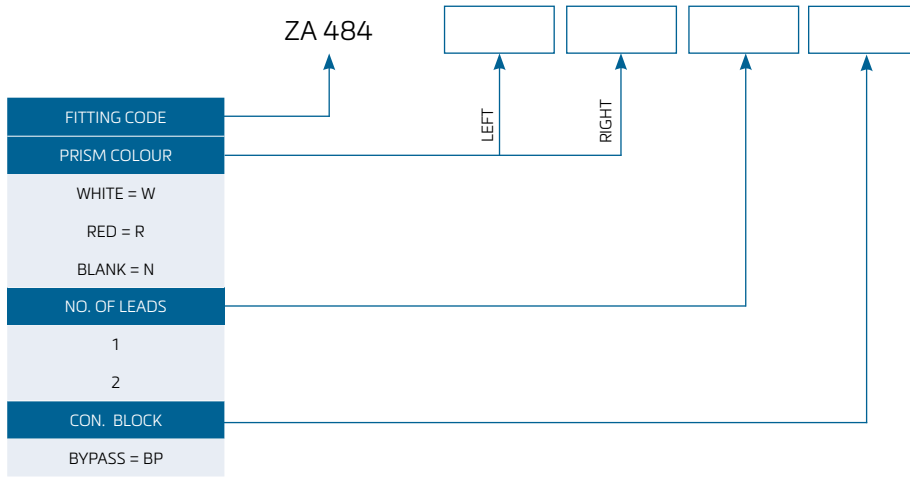 ZA 484
FITTING CODE
LEFT
RIGHT
PRISM COLOUR
WHITE = W
RED = R
BLANK = N
NO. OF LEADS
1
2
CON. BLOCK
BYPASS = BP